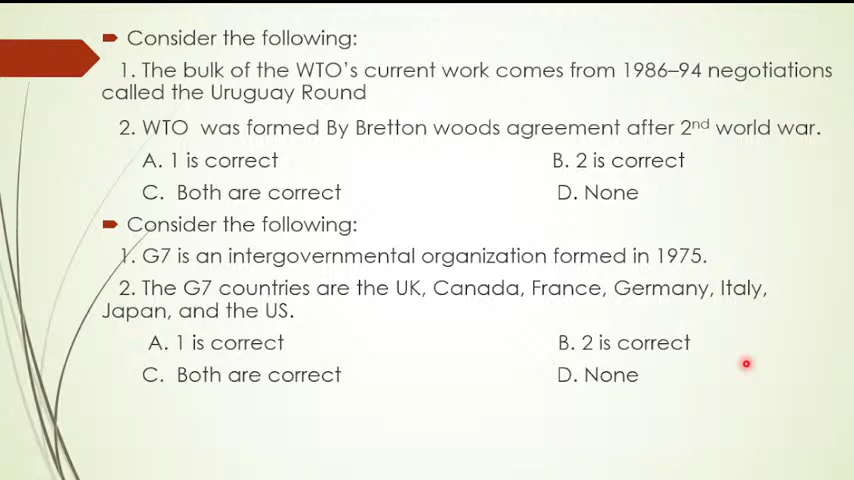 Consider the following:
1. The bulk of the WTO's current work comes from 1986–94 negotiations
called the Uruguay Round
2. WTO was formed By Bretton woods agreement after 2nd world war.
A. 1 is correct B. 2 is correct
C. Both are correct D. None
Consider the following:
1. G7 is an intergovernmental organization formed in 1975.
2. The G7 countries are the UK, Canada, France, Germany, Italy,
Japan, and the US.
A. 1 is correct B. 2 is correct
C. Both are correct D. None